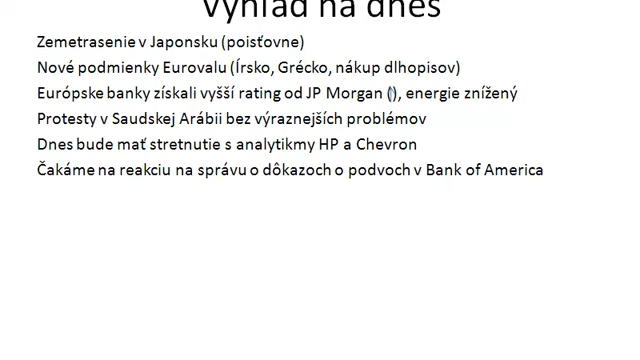 Výhľad na dnes
Zemetrasenie v Japonsku (poisťovne)
Nové podmienky Eurovalu (Írsko, Grécko, nákup dlhopisov)
Európske banky získali vyšší rating od JP Morgan (), energie znížený
Protesty v Saudskej Arábii bez výraznejších problémov
Dnes bude mať stretnutie s analytikmy HP a Chevron
Čakáme na reakciu na správu o dôkazoch o podvoch v Bank of America